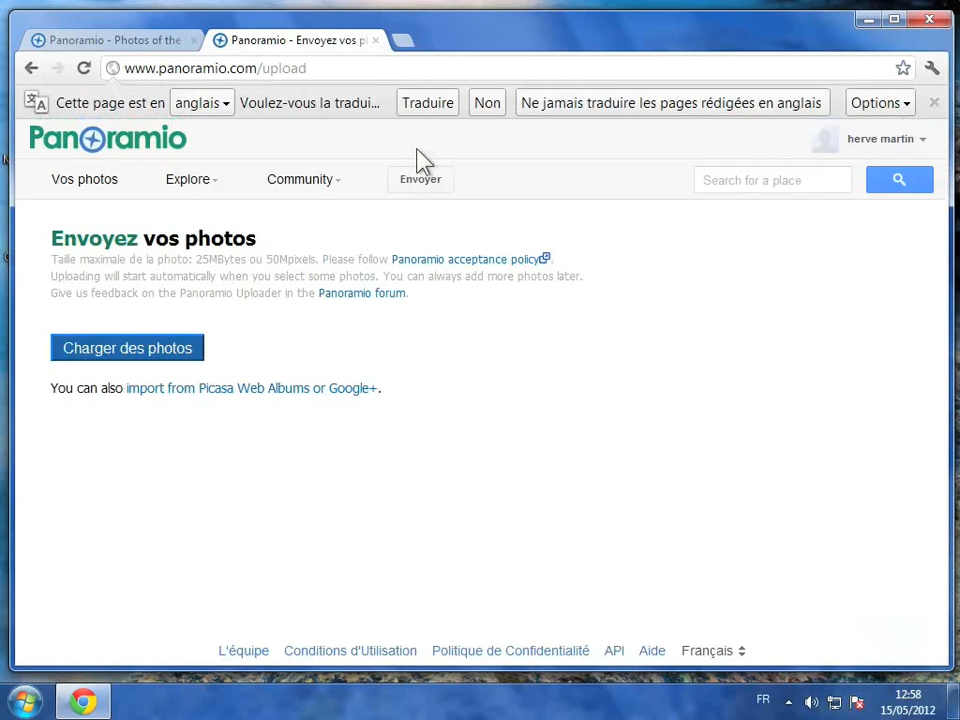 Panoramio - Photos of the
Panoramio - Envoyez vos p
www.panoramio.com/upload
Cette page est en anglais Voulez-vous la tradui... Traduire Non Ne jamais traduire les pages rédigées en anglais Options
Panoramio
herve martin
Vos photos Explore Community Envoyer Search for a place
Envoyez vos photos
Taille maximale de la photo: 25MBytes ou 50Mpixels. Please follow Panoramio acceptance policy.
Uploading will start automatically when you select some photos. You can always add more photos later.
Give us feedback on the Panoramio Uploader in the Panoramio forum.
Charger des photos
You can also import from Picasa Web Albums or Google+.
L'équipe Conditions d'Utilisation Politique de Confidentialité API Aide Français
FR
12:58
15/05/2012